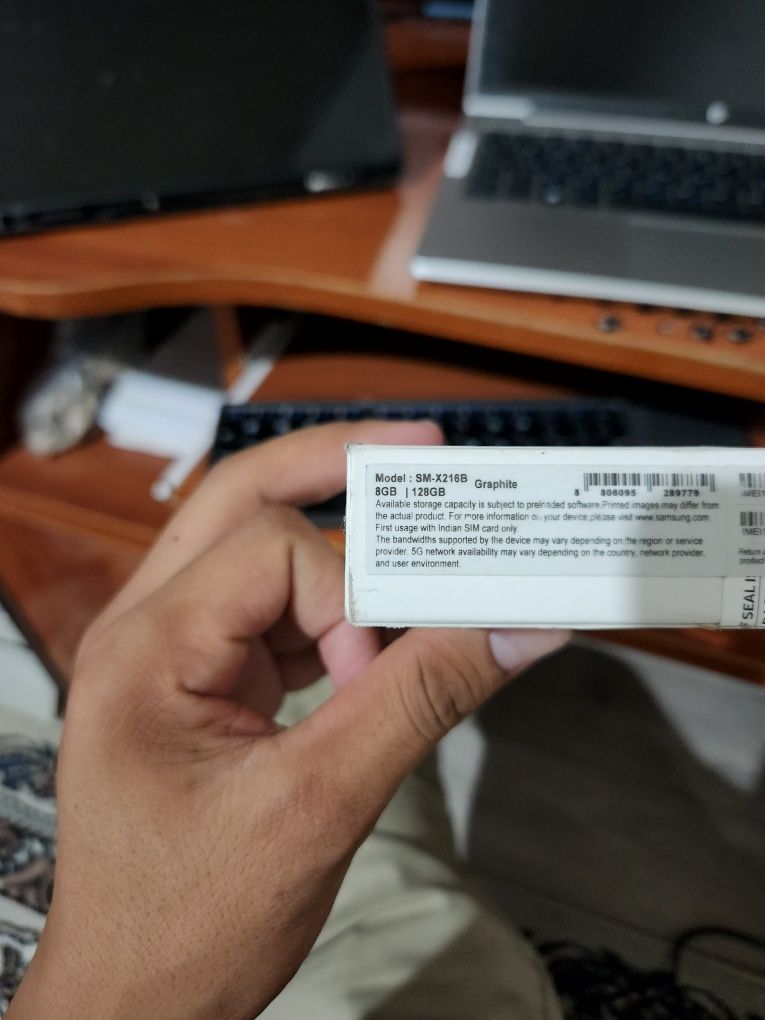 Model : SM-X216B
8GB | 128GB
Graphite
8 806095 289779
Available storage capacity is subject to preloaded software.Printed images may differ from
the actual product. For more information on your device,please visit www.samsung.com
First usage with Indian SIM card only.
The bandwidths supported by the device may vary depending on the region or service
provider. 5G network availability may vary depending on the country, network provider,
and user environment.
IMEI1
SEAL